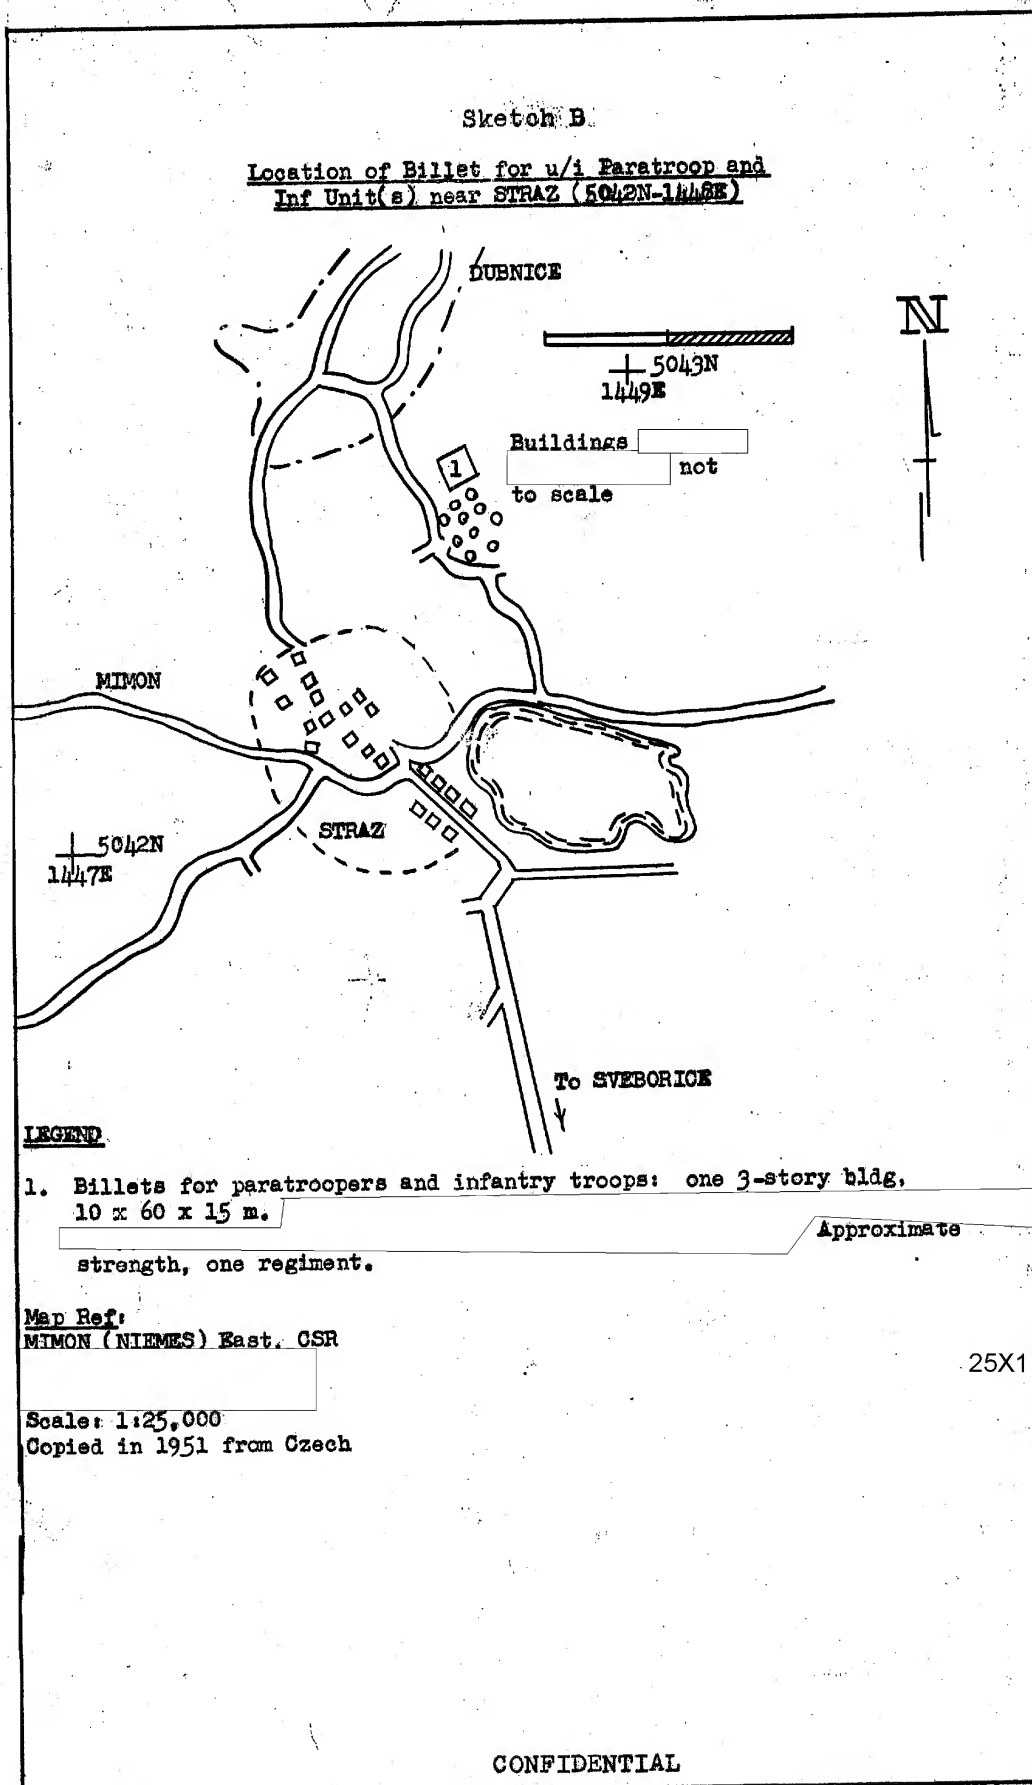 Sketch B
Location of Billet for u/i Paratroop and
Inf Unit(s) near STRAZ (5042N-1448E)
DUBNICE
N
5043N
1449E
Buildings
not
to scale
1
MIMON
STRAZ
5042N
1447E
To SVEBORICE
LEGEND
1. Billets for paratroopers and infantry troops: one 3-story bldg,
10 x 60 x 15 m.
Approximate
strength, one regiment.
Map Ref:
MIMON (NIEMES) East. CSR
25X1
Scale: 1:25,000
Copied in 1951 from Czech
CONFIDENTIAL